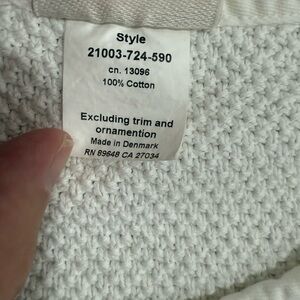 Style
21003-724-590
cn. 13096
100% Cotton
Excluding trim and
ornamention
Made in Denmark
RN 89648 CA 27034